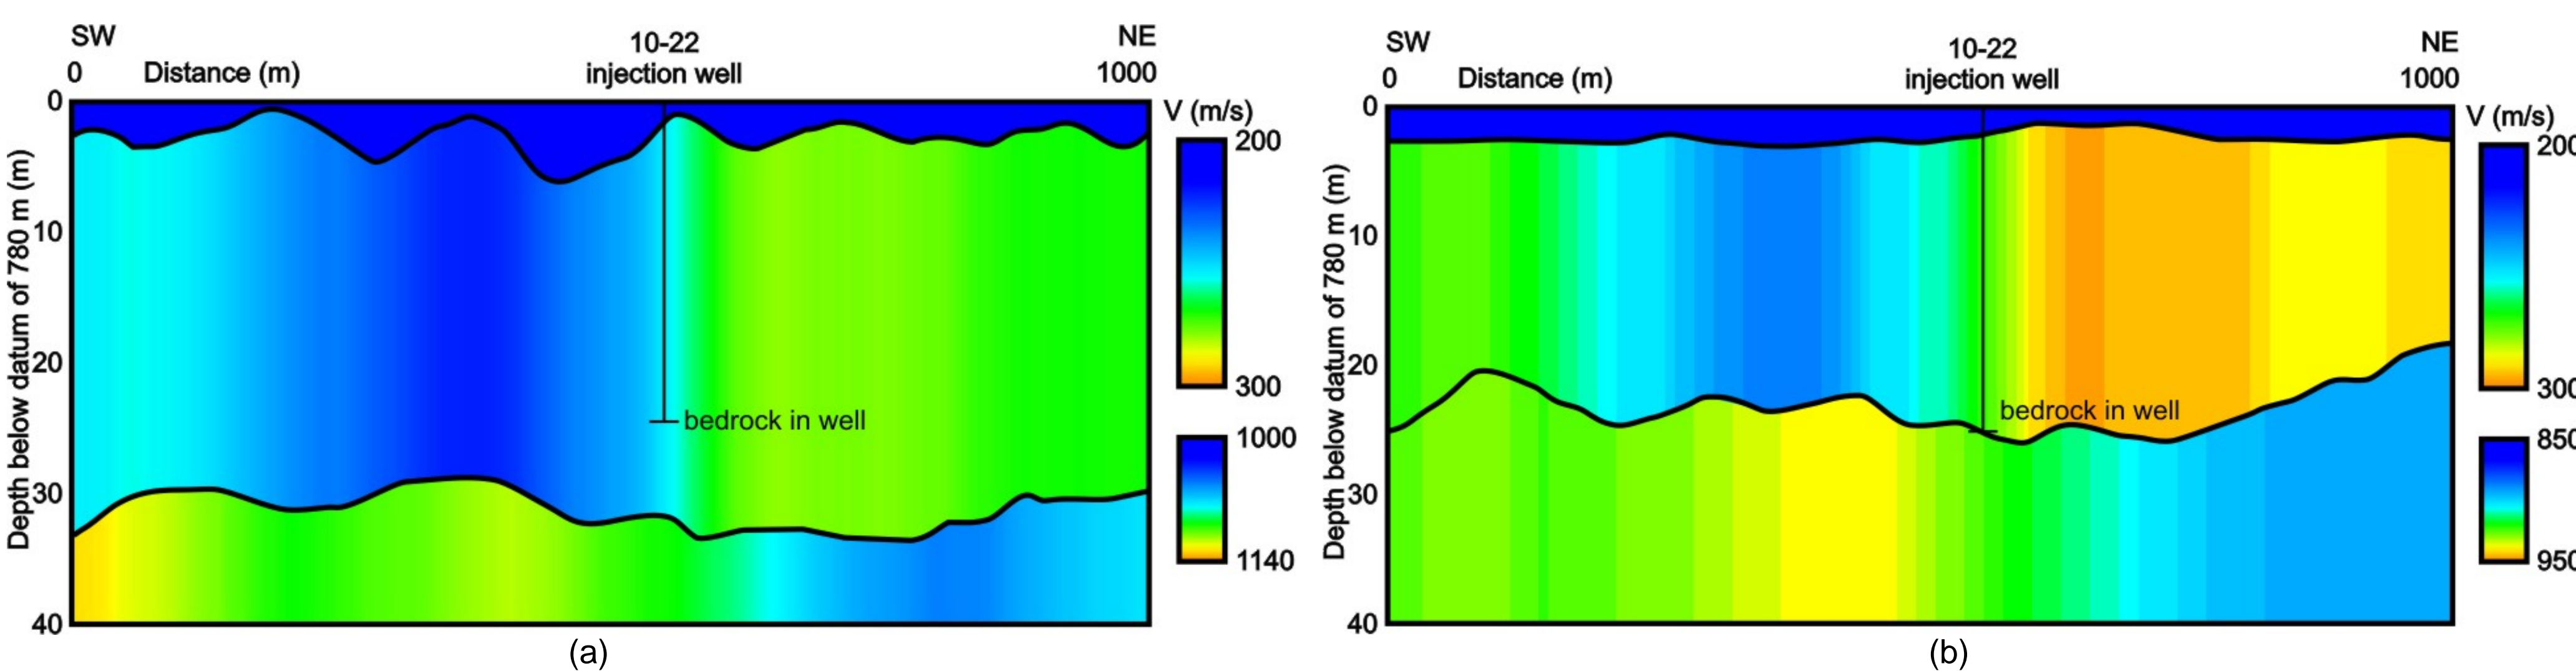 SW
10-22
NE
0
Distance (m)
injection well
1000
V (m/s)
0
10
20
30
40
Depth below datum of 780 m (m)
200
300
1000
1140
bedrock in well
(a)
SW
10-22
NE
0
Distance (m)
injection well
1000
V (m/s)
0
10
20
30
40
Depth below datum of 780 m (m)
200
300
850
950
bedrock in well
(b)